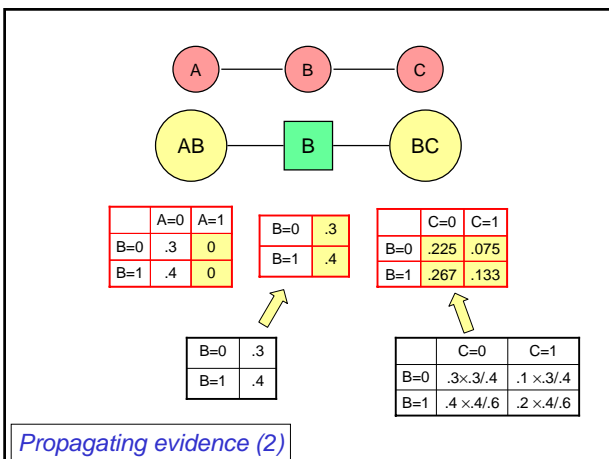 A B C
AB B BC
A=0 A=1
B=0 .3 0
B=1 .4 0
B=0 .3
B=1 .4
C=0 C=1
B=0 .225 .075
B=1 .267 .133
B=0 .3
B=1 .4
C=0 C=1
B=0 .3×.3/.4 .1 ×.3/.4
B=1 .4 ×.4/.6 .2 ×.4/.6
Propagating evidence (2)